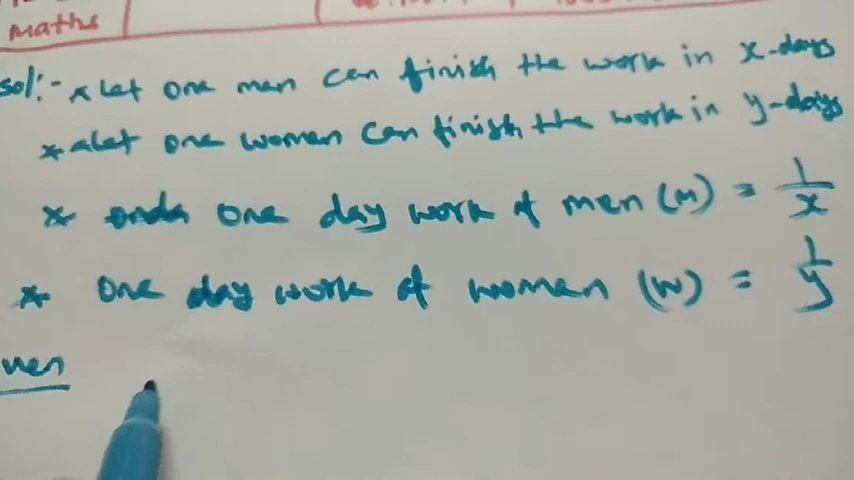 maths
sol:- * Let one men can finish the work in x-days
* Let one women can finish the work in y-days
* one day work of men (M) = 1/x
* One day work of women (W) = 1/y